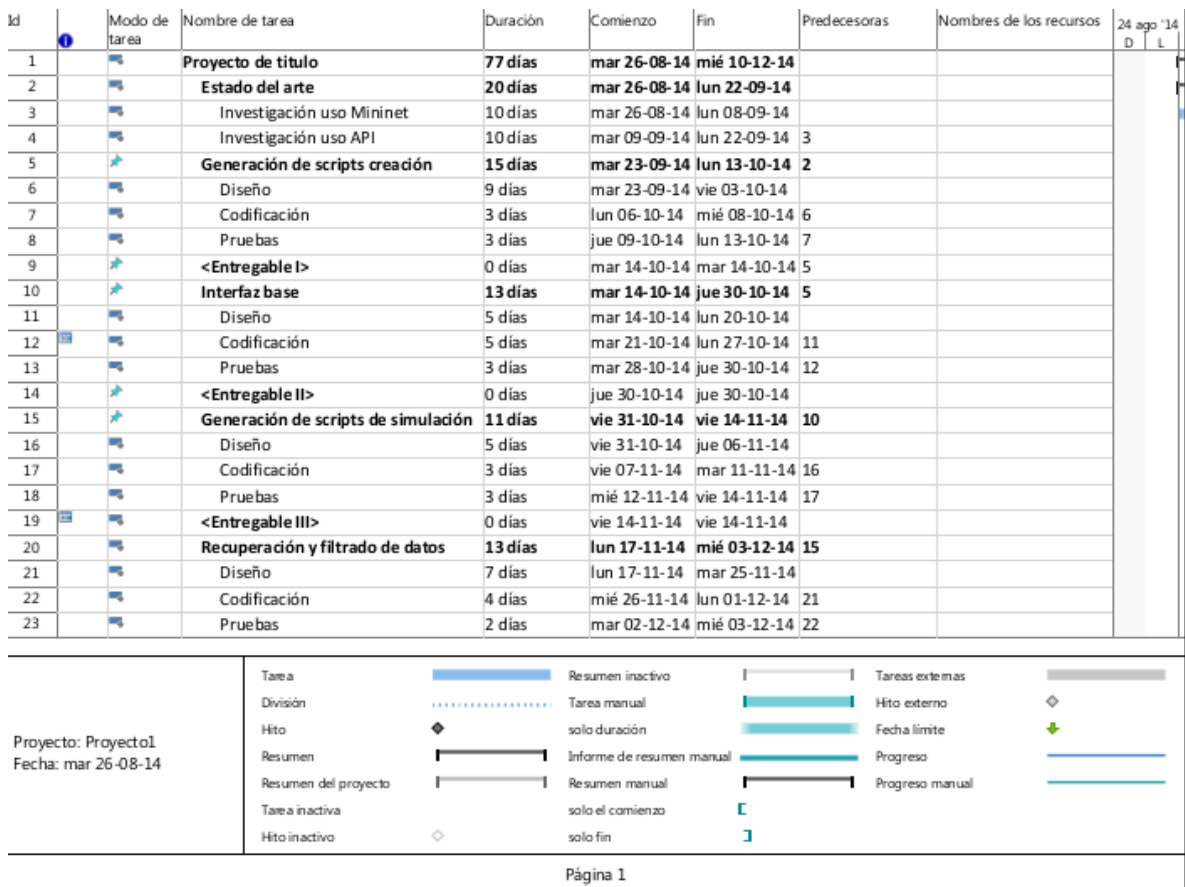 Id Modo de tarea Nombre de tarea Duración Comienzo Fin Predecesoras Nombres de los recursos 24 ago '14
D L
1 Proyecto de titulo 77 días mar 26-08-14 mié 10-12-14
2 Estado del arte 20 días mar 26-08-14 lun 22-09-14
3 Investigación uso Mininet 10 días mar 26-08-14 lun 08-09-14
4 Investigación uso API 10 días mar 09-09-14 lun 22-09-14 3
5 Generación de scripts creación 15 días mar 23-09-14 lun 13-10-14 2
6 Diseño 9 días mar 23-09-14 vie 03-10-14
7 Codificación 3 días lun 06-10-14 mié 08-10-14 6
8 Pruebas 3 días jue 09-10-14 lun 13-10-14 7
9 <Entregable I> 0 días mar 14-10-14 mar 14-10-14 5
10 Interfaz base 13 días mar 14-10-14 jue 30-10-14 5
11 Diseño 5 días mar 14-10-14 lun 20-10-14
12 Codificación 5 días mar 21-10-14 lun 27-10-14 11
13 Pruebas 3 días mar 28-10-14 jue 30-10-14 12
14 <Entregable II> 0 días jue 30-10-14 jue 30-10-14
15 Generación de scripts de simulación 11 días vie 31-10-14 vie 14-11-14 10
16 Diseño 5 días vie 31-10-14 jue 06-11-14
17 Codificación 3 días vie 07-11-14 mar 11-11-14 16
18 Pruebas 3 días mié 12-11-14 vie 14-11-14 17
19 <Entregable III> 0 días vie 14-11-14 vie 14-11-14
20 Recuperación y filtrado de datos 13 días lun 17-11-14 mié 03-12-14 15
21 Diseño 7 días lun 17-11-14 mar 25-11-14
22 Codificación 4 días mié 26-11-14 lun 01-12-14 21
23 Pruebas 2 días mar 02-12-14 mié 03-12-14 22
Proyecto: Proyecto1
Fecha: mar 26-08-14
Tarea Resumen inactivo Tareas externas
División Tarea manual Hito externo
Hito solo duración Fecha límite
Resumen Informe de resumen manual Progreso
Resumen del proyecto Resumen manual Progreso manual
Tarea inactiva solo el comienzo
Hito inactivo solo fin
Página 1